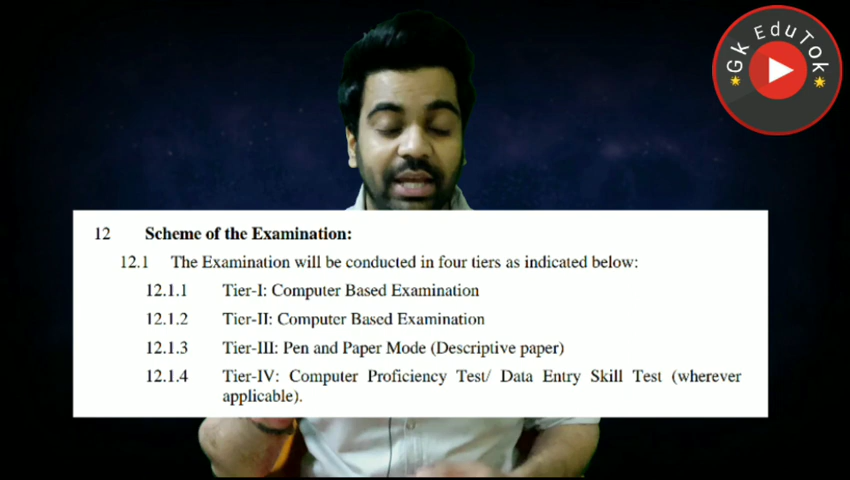 Gk EduTok
12 Scheme of the Examination:
12.1 The Examination will be conducted in four tiers as indicated below:
12.1.1 Tier-I: Computer Based Examination
12.1.2 Tier-II: Computer Based Examination
12.1.3 Tier-III: Pen and Paper Mode (Descriptive paper)
12.1.4 Tier-IV: Computer Proficiency Test/ Data Entry Skill Test (wherever
applicable).